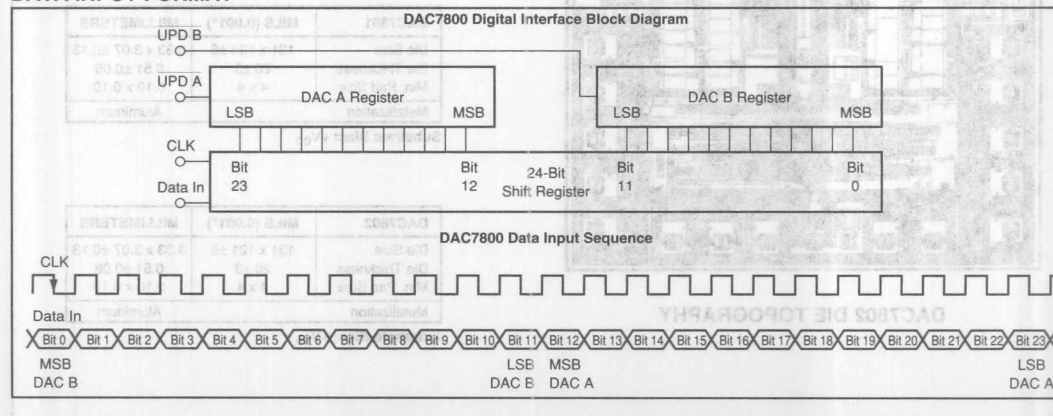 DAC7800 Digital Interface Block Diagram
UPD B
UPD A
DAC A Register
LSB
MSB
DAC B Register
LSB
MSB
CLK
Data In
Bit 23
Bit 12
24-Bit Shift Register
Bit 11
Bit 0
DAC7800 Data Input Sequence
CLK
Data In
Bit 0 Bit 1 Bit 2 Bit 3 Bit 4 Bit 5 Bit 6 Bit 7 Bit 8 Bit 9 Bit 10 Bit 11 Bit 12 Bit 13 Bit 14 Bit 15 Bit 16 Bit 17 Bit 18 Bit 19 Bit 20 Bit 21 Bit 22 Bit 23
MSB
DAC B
LSB
DAC B
MSB
DAC A
LSB
DAC A